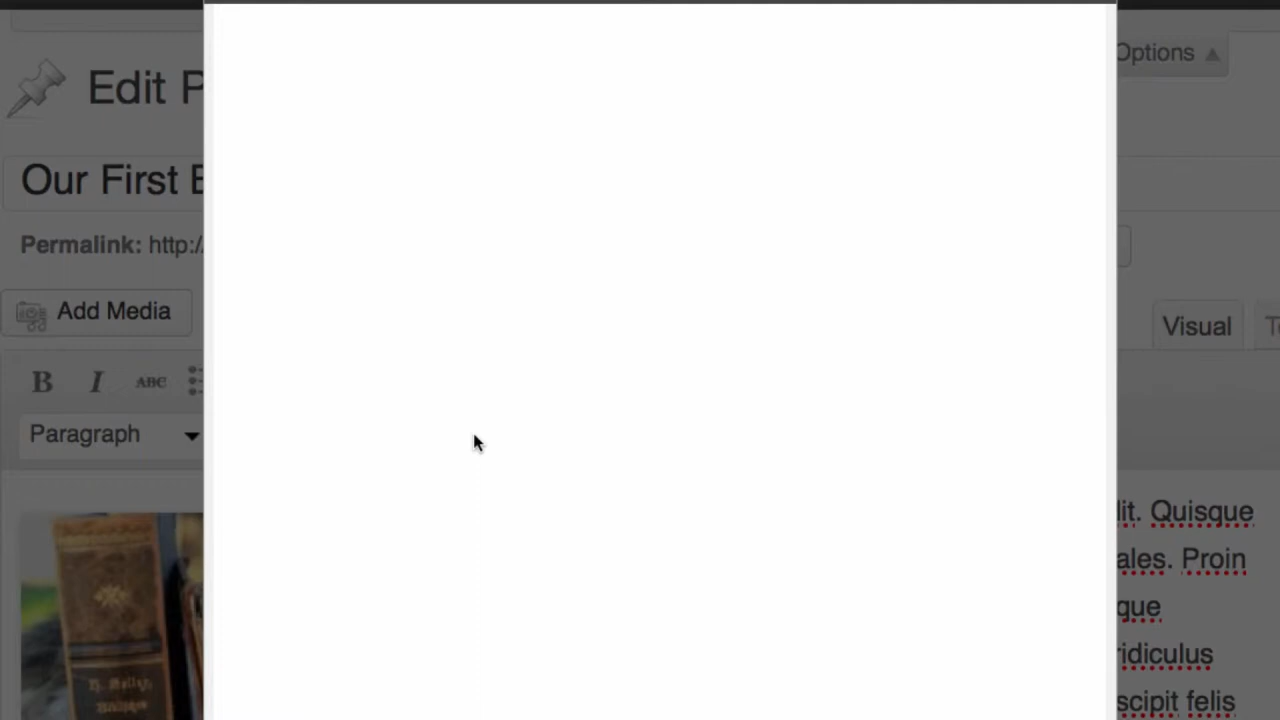 Options
Edit P
Our First B
Permalink: http:/
Add Media
Visual
B I ABC
Paragraph
lit. Quisque
ales. Proin
que
ridiculus
scipit felis